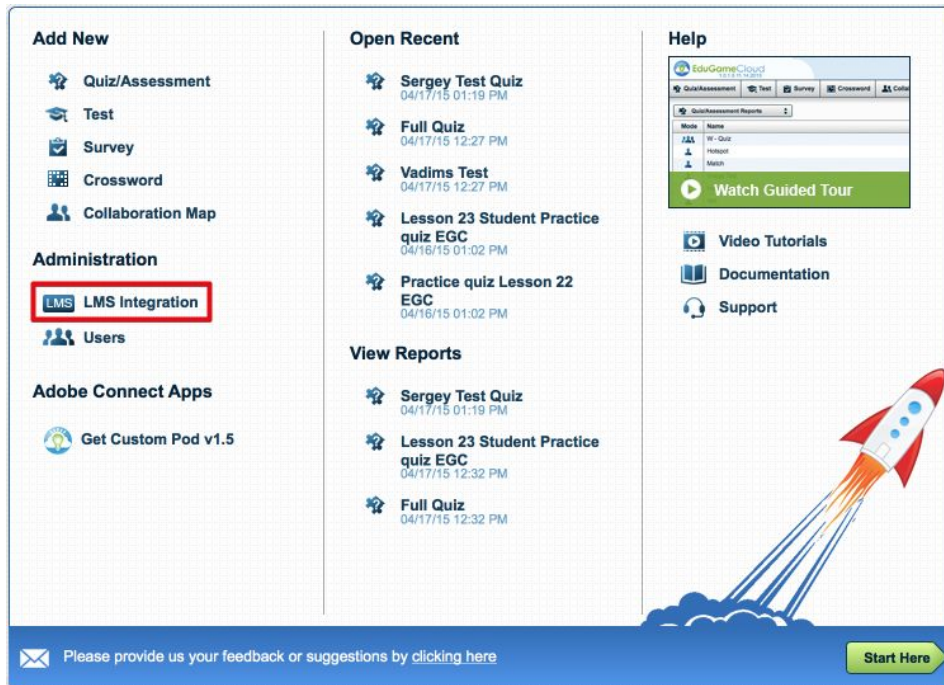 Add New
Quiz/Assessment
Test
Survey
Crossword
Collaboration Map
Administration
LMS LMS Integration
Users
Adobe Connect Apps
Get Custom Pod v1.5
Open Recent
Sergey Test Quiz
04/17/15 01:19 PM
Full Quiz
04/17/15 12:27 PM
Vadims Test
04/17/15 12:27 PM
Lesson 23 Student Practice
quiz EGC
04/16/15 01:02 PM
Practice quiz Lesson 22
EGC
04/16/15 01:02 PM
View Reports
Sergey Test Quiz
04/17/15 01:19 PM
Lesson 23 Student Practice
quiz EGC
04/17/15 12:32 PM
Full Quiz
04/17/15 12:32 PM
Help
EduGameCloud
Quiz/Assessment Test Survey Crossword
Quiz/Assessment Reports
Mode Name
W - Quiz
Hotspot
Match
Watch Guided Tour
Video Tutorials
Documentation
Support
Please provide us your feedback or suggestions by clicking here
Start Here